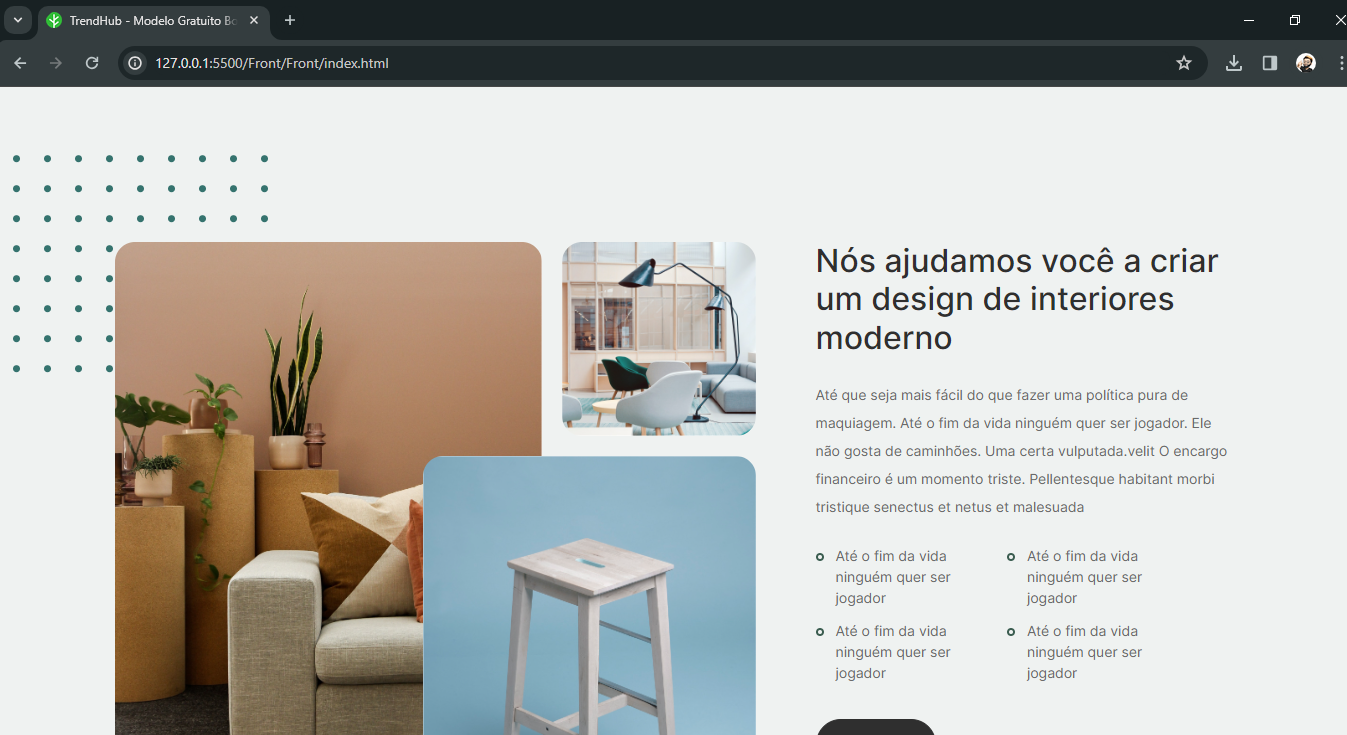 TrendHub - Modelo Gratuito Bo
127.0.0.1:5500/Front/Front/index.html
Nós ajudamos você a criar
um design de interiores
moderno
Até que seja mais fácil do que fazer uma política pura de
maquiagem. Até o fim da vida ninguém quer ser jogador. Ele
não gosta de caminhões. Uma certa vulputada.velit O encargo
financeiro é um momento triste. Pellentesque habitant morbi
tristique senectus et netus et malesuada
Até o fim da vida
ninguém quer ser
jogador
Até o fim da vida
ninguém quer ser
jogador
Até o fim da vida
ninguém quer ser
jogador
Até o fim da vida
ninguém quer ser
jogador